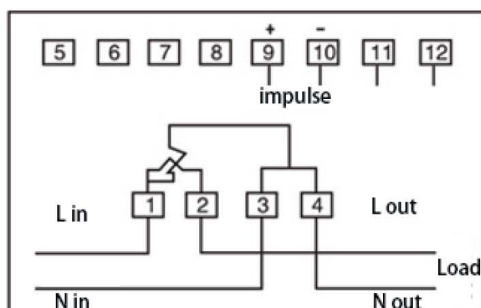 + −
5 6 7 8 9 10 11 12
impulse
1 2 3 4
L in L out
Load
N in N out